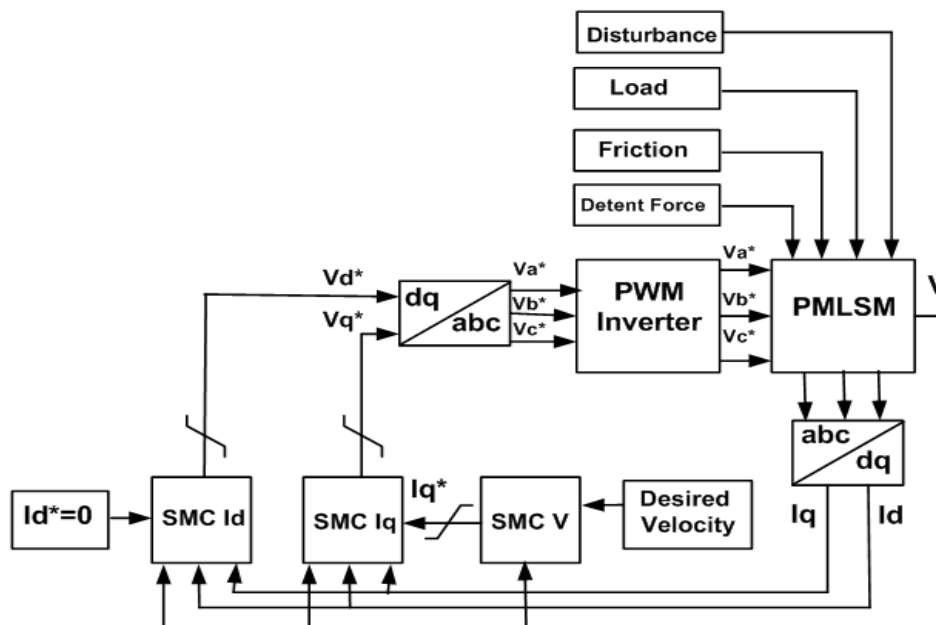 Disturbance
Load
Friction
Detent Force
Vd*
Vq*
dq
abc
Va*
Vb*
Vc*
PWM
Inverter
Va*
Vb*
Vc*
PMLSM
V
abc
dq
Iq
Id
Id*=0
SMC Id
SMC Iq
Iq*
SMC V
Desired
Velocity